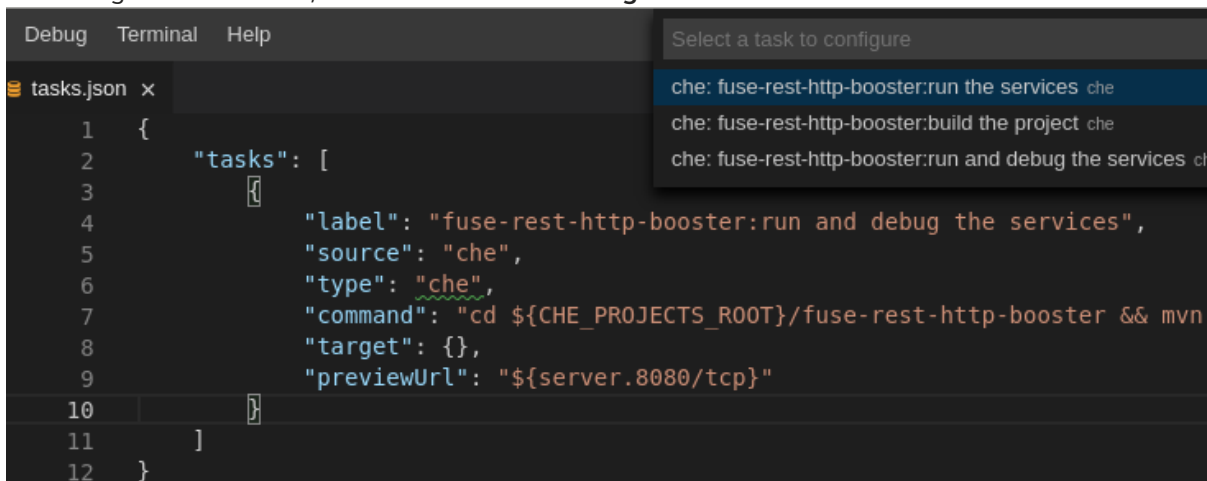 Debug Terminal Help
Select a task to configure
tasks.json ×
che: fuse-rest-http-booster:run the services che
che: fuse-rest-http-booster:build the project che
che: fuse-rest-http-booster:run and debug the services
1 {
2 "tasks": [
3 {
4 "label": "fuse-rest-http-booster:run and debug the services",
5 "source": "che",
6 "type": "che",
7 "command": "cd ${CHE_PROJECTS_ROOT}/fuse-rest-http-booster && mvn
8 "target": {},
9 "previewUrl": "${server.8080/tcp}"
10 }
11 ]
12 }